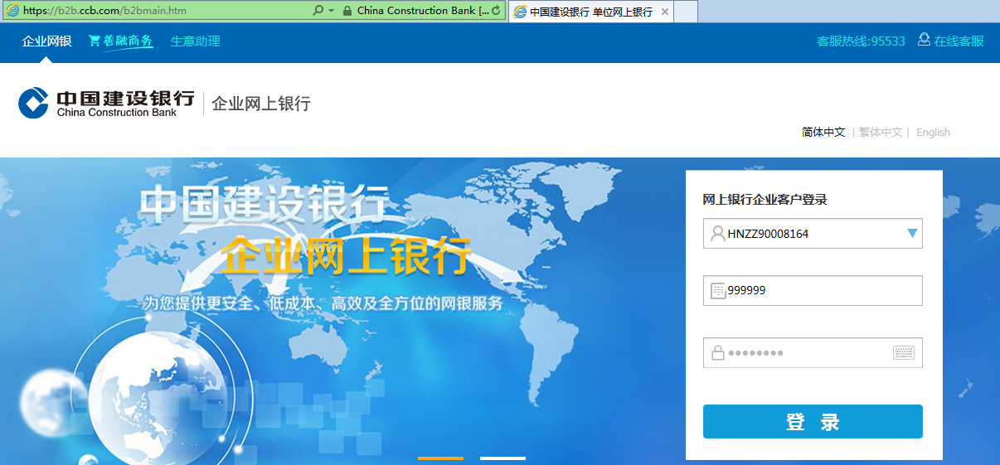 https://b2b.ccb.com/b2bmain.htm
China Construction Bank [...
中国建设银行 单位网上银行
企业网银 善融商务 生意助理
客服热线:95533 在线客服
中国建设银行
China Construction Bank
企业网上银行
简体中文 | 繁体中文 | English
中国建设银行
企业网上银行
为您提供更安全、低成本、高效及全方位的网银服务
网上银行企业客户登录
HNZZ90008164
999999
登 录